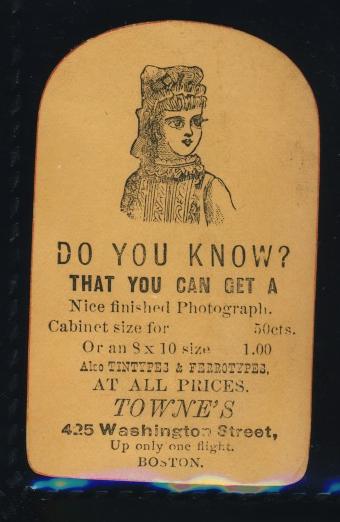 DO YOU KNOW?
THAT YOU CAN GET A
Nice finished Photograph.
Cabinet size for 50cts.
Or an 8 x 10 size 1.00
Also TINTYPES & FERROTYPES,
AT ALL PRICES.
TOWNE'S
425 Washington Street,
Up only one flight.
BOSTON.